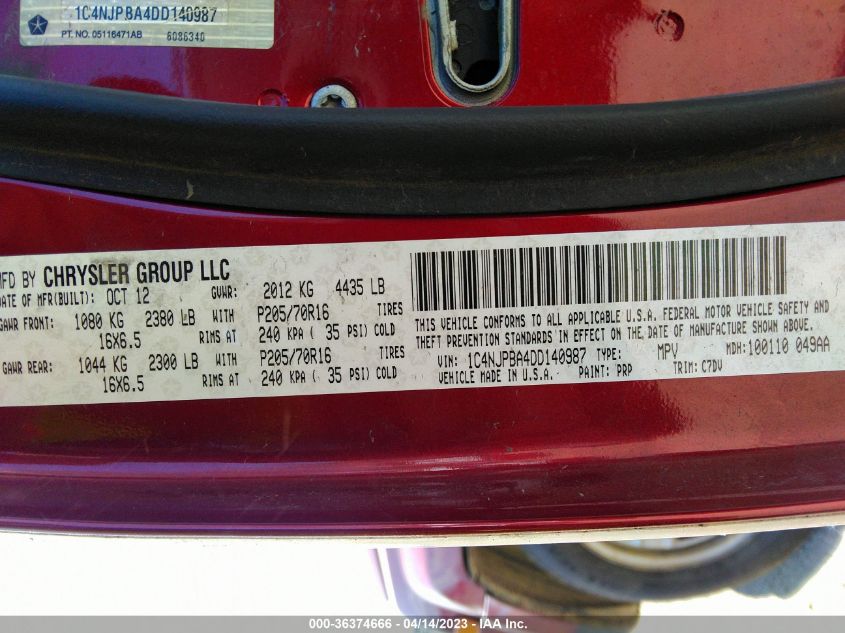 1C4NJPBA4DD140987
PT. NO. 05116471AB 6086340
MFD BY CHRYSLER GROUP LLC
DATE OF MFR(BUILT): OCT 12 GVWR: 2012 KG 4435 LB
GAWR FRONT: 1080 KG 2380 LB WITH P205/70R16 TIRES
16X6.5 RIMS AT 240 KPA ( 35 PSI) COLD
GAWR REAR: 1044 KG 2300 LB WITH P205/70R16 TIRES
16X6.5 RIMS AT 240 KPA ( 35 PSI) COLD
THIS VEHICLE CONFORMS TO ALL APPLICABLE U.S.A. FEDERAL MOTOR VEHICLE SAFETY AND
THEFT PREVENTION STANDARDS IN EFFECT ON THE DATE OF MANUFACTURE SHOWN ABOVE.
VIN: 1C4NJPBA4DD140987 TYPE: MPV MDH:100110 049AA
VEHICLE MADE IN U.S.A. PAINT: PRP TRIM: C7DV
000-36374666 - 04/14/2023 - IAA Inc.